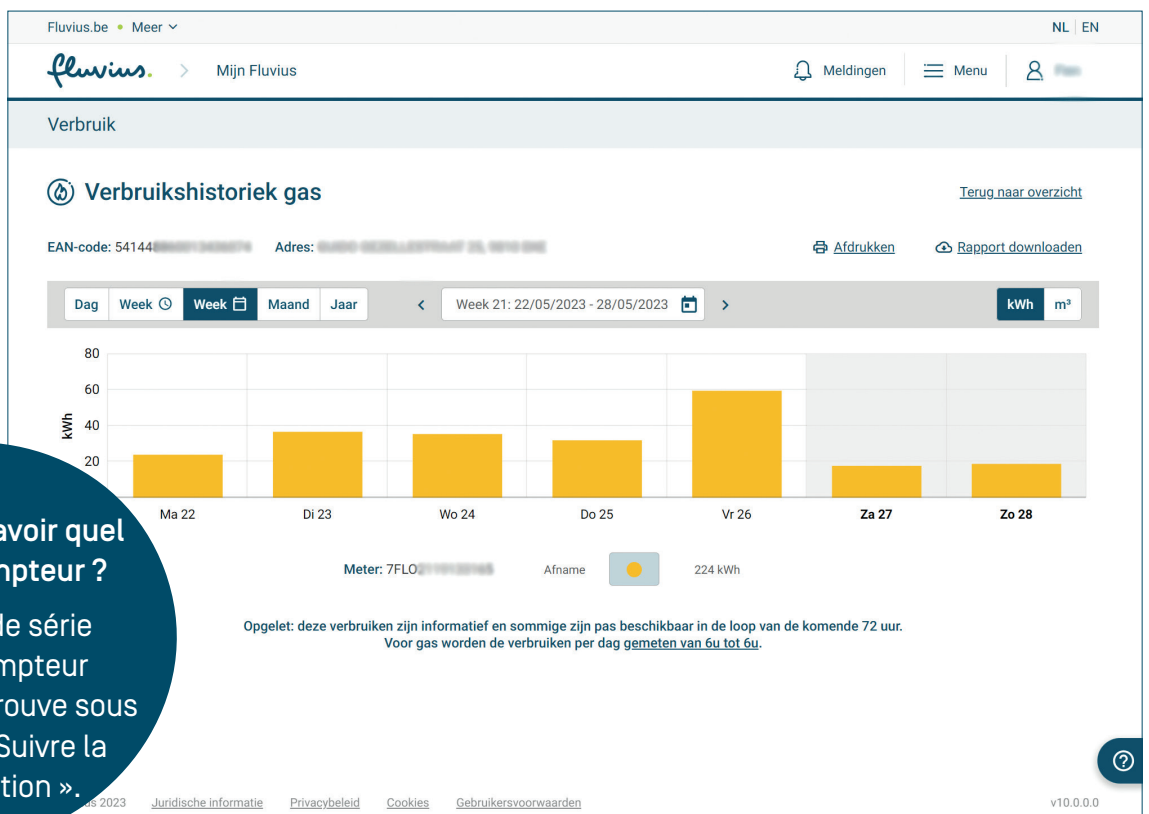 Fluvius.be • Meer
NL | EN
fluvius. > Mijn Fluvius
Meldingen
Menu
Verbruik
Verbruikshistoriek gas
Terug naar overzicht
EAN-code: 54144
Adres:
Afdrukken
Rapport downloaden
Dag Week Week Maand Jaar
< Week 21: 22/05/2023 - 28/05/2023 >
kWh m³
80
60
40
20
kWh
Ma 22 Di 23 Wo 24 Do 25 Vr 26 Za 27 Zo 28
Meter: 7FLO
Afname
224 kWh
Opgelet: deze verbruiken zijn informatief en sommige zijn pas beschikbaar in de loop van de komende 72 uur.
Voor gas worden de verbruiken per dag gemeten van 6u tot 6u.
avoir quel
mpteur ?
de série
mpteur
rouve sous
Suivre la
tion ».
s 2023 Juridische informatie Privacybeleid Cookies Gebruikersvoorwaarden
v10.0.0.0